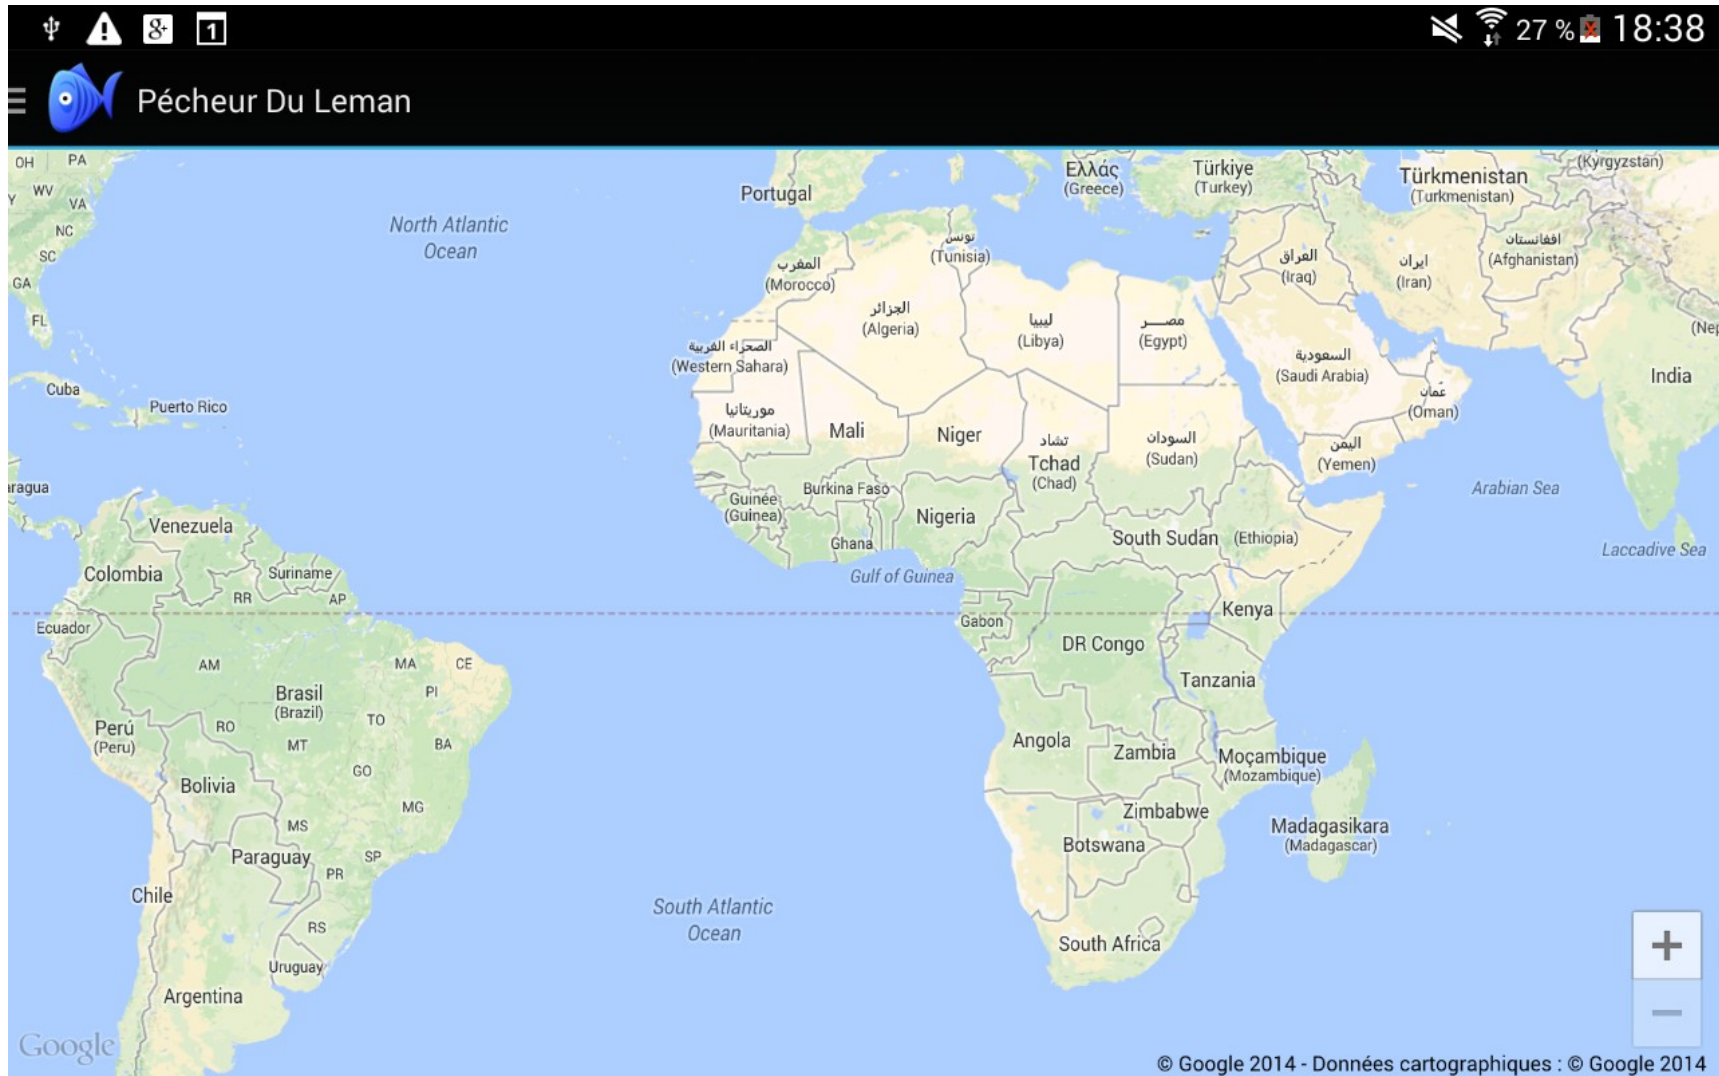 27 % 18:38
Pécheur Du Leman
OH PA
WV
VA
NC
SC
GA
FL
North Atlantic
Ocean
Portugal
Ελλάς
(Greece)
Türkiye
(Turkey)
Türkmenistan
(Turkmenistan)
(Kyrgyzstan)
المغرب
(Morocco)
تونس
(Tunisia)
الجزائر
(Algeria)
ليبيا
(Libya)
مصر
(Egypt)
العراق
(Iraq)
ايران
(Iran)
افغانستان
(Afghanistan)
الصحراء الغربية
(Western Sahara)
السعودية
(Saudi Arabia)
India
عُمان
(Oman)
اليمن
(Yemen)
Cuba
Puerto Rico
موريتانيا
(Mauritania)
Mali
Niger
تشاد
Tchad
(Chad)
السودان
(Sudan)
Arabian Sea
Guinée
(Guinea)
Burkina Faso
Nigeria
Ghana
South Sudan
(Ethiopia)
Laccadive Sea
Venezuela
Colombia
Suriname
RR
AP
Gulf of Guinea
Ecuador
Gabon
Kenya
DR Congo
AM
MA
CE
Brasil
(Brazil)
PI
TO
Tanzania
Perú
(Peru)
RO
MT
BA
GO
Bolivia
MG
MS
Angola
Zambia
Moçambique
(Mozambique)
Zimbabwe
Botswana
Madagasikara
(Madagascar)
Paraguay
SP
PR
Chile
RS
Uruguay
Argentina
South Atlantic
Ocean
South Africa
Google
© Google 2014 - Données cartographiques : © Google 2014